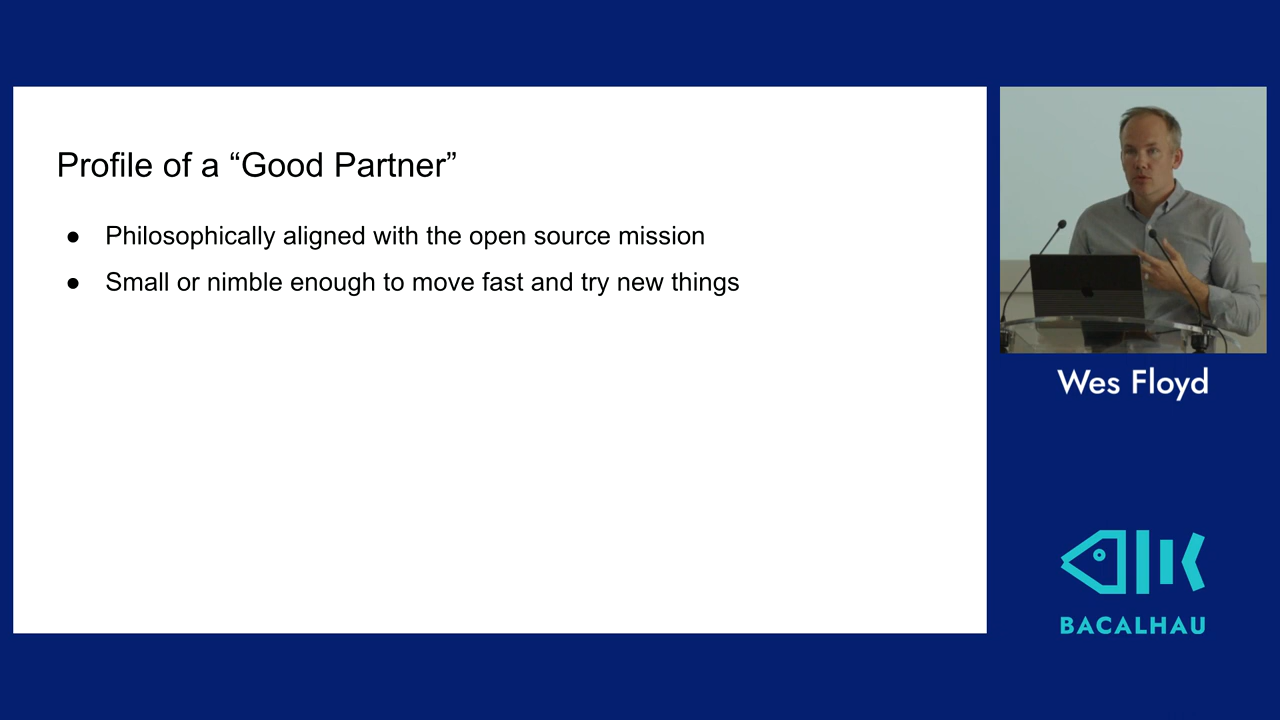 Profile of a “Good Partner”
● Philosophically aligned with the open source mission
● Small or nimble enough to move fast and try new things
Wes Floyd
BACALHAU